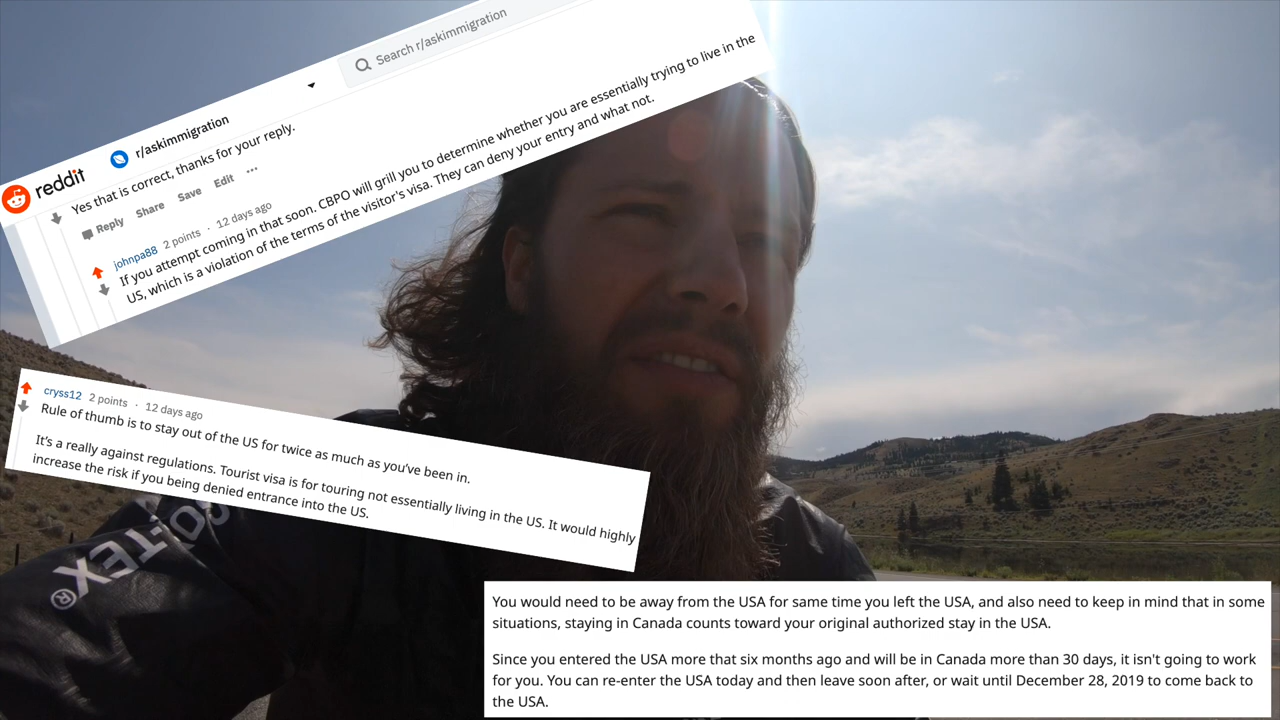 reddit
r/askimmigration
Search r/askimmigration
Yes that is correct, thanks for your reply.
Reply Share Save Edit ...
johnpa88 2 points · 12 days ago
If you attempt coming in that soon. CBPO will grill you to determine whether you are essentially trying to live in the
US, which is a violation of the terms of the visitor's visa. They can deny your entry and what not.
cryss12 2 points · 12 days ago
Rule of thumb is to stay out of the US for twice as much as you've been in.
It's a really against regulations. Tourist visa is for touring not essentially living in the US. It would highly
increase the risk if you being denied entrance into the US.
You would need to be away from the USA for same time you left the USA, and also need to keep in mind that in some
situations, staying in Canada counts toward your original authorized stay in the USA.
Since you entered the USA more that six months ago and will be in Canada more than 30 days, it isn't going to work
for you. You can re-enter the USA today and then leave soon after, or wait until December 28, 2019 to come back to
the USA.